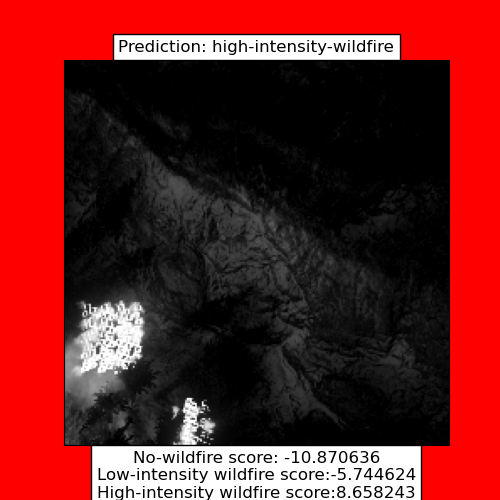 Prediction: high-intensity-wildfire
No-wildfire score: -10.870636
Low-intensity wildfire score:-5.744624
High-intensity wildfire score:8.658243